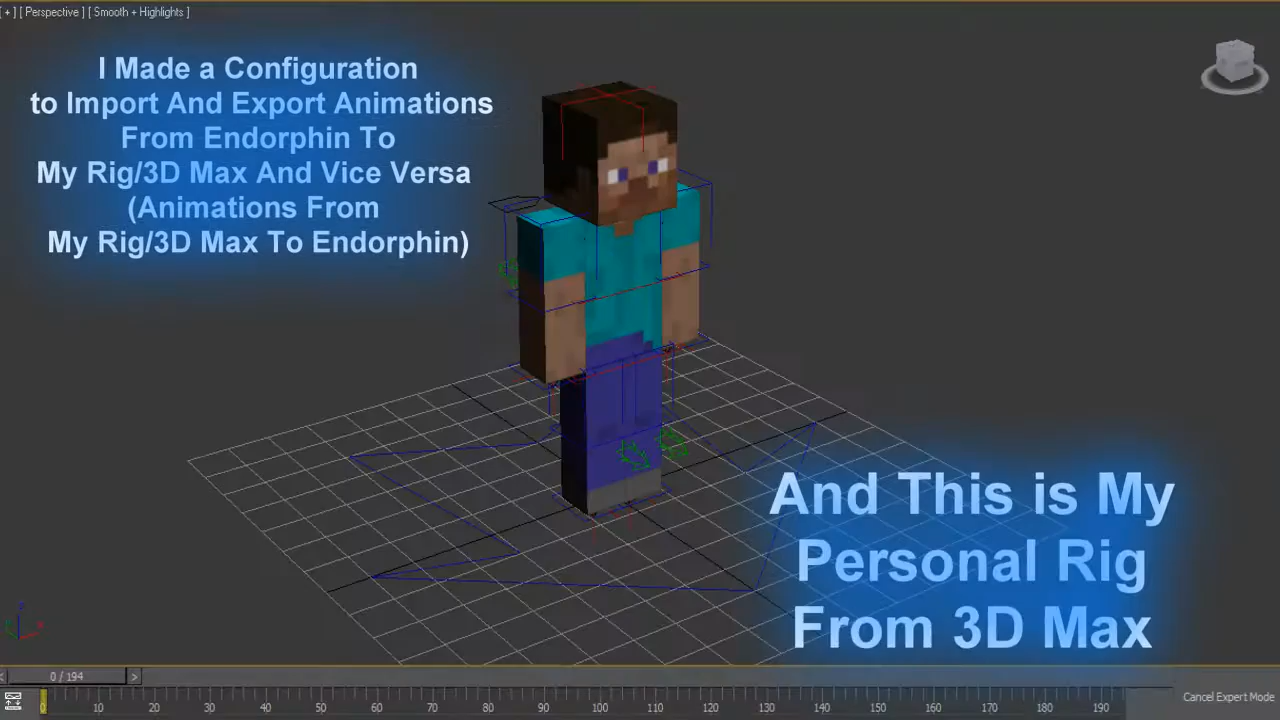 [ + ] [ Perspective ] [ Smooth + Highlights ]
I Made a Configuration
to Import And Export Animations
From Endorphin To
My Rig/3D Max And Vice Versa
(Animations From
My Rig/3D Max To Endorphin)
And This is My
Personal Rig
From 3D Max
< 0 / 194 >
0 10 20 30 40 50 60 70 80 90 100 110 120 130 140 150 160 170 180 190
Cancel Expert Mode